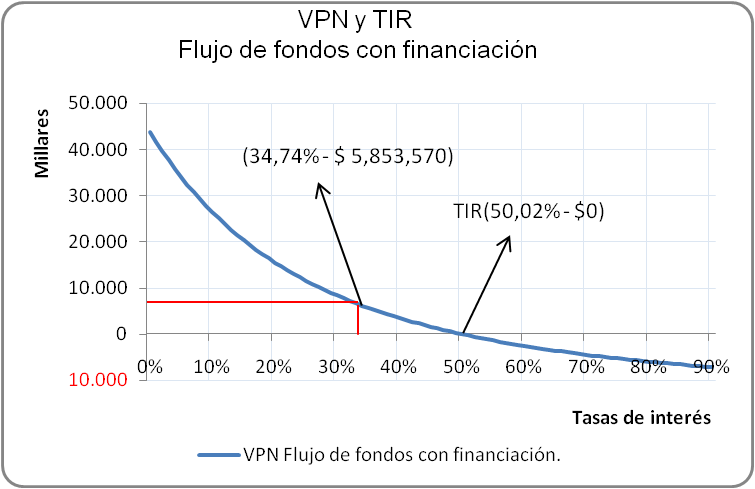 VPN y TIR
Flujo de fondos con financiación
Millares
50.000
40.000
30.000
20.000
10.000
0
10.000
(34,74% - $ 5,853,570)
TIR(50,02% - $0)
0% 10% 20% 30% 40% 50% 60% 70% 80% 90%
Tasas de interés
VPN Flujo de fondos con financiación.